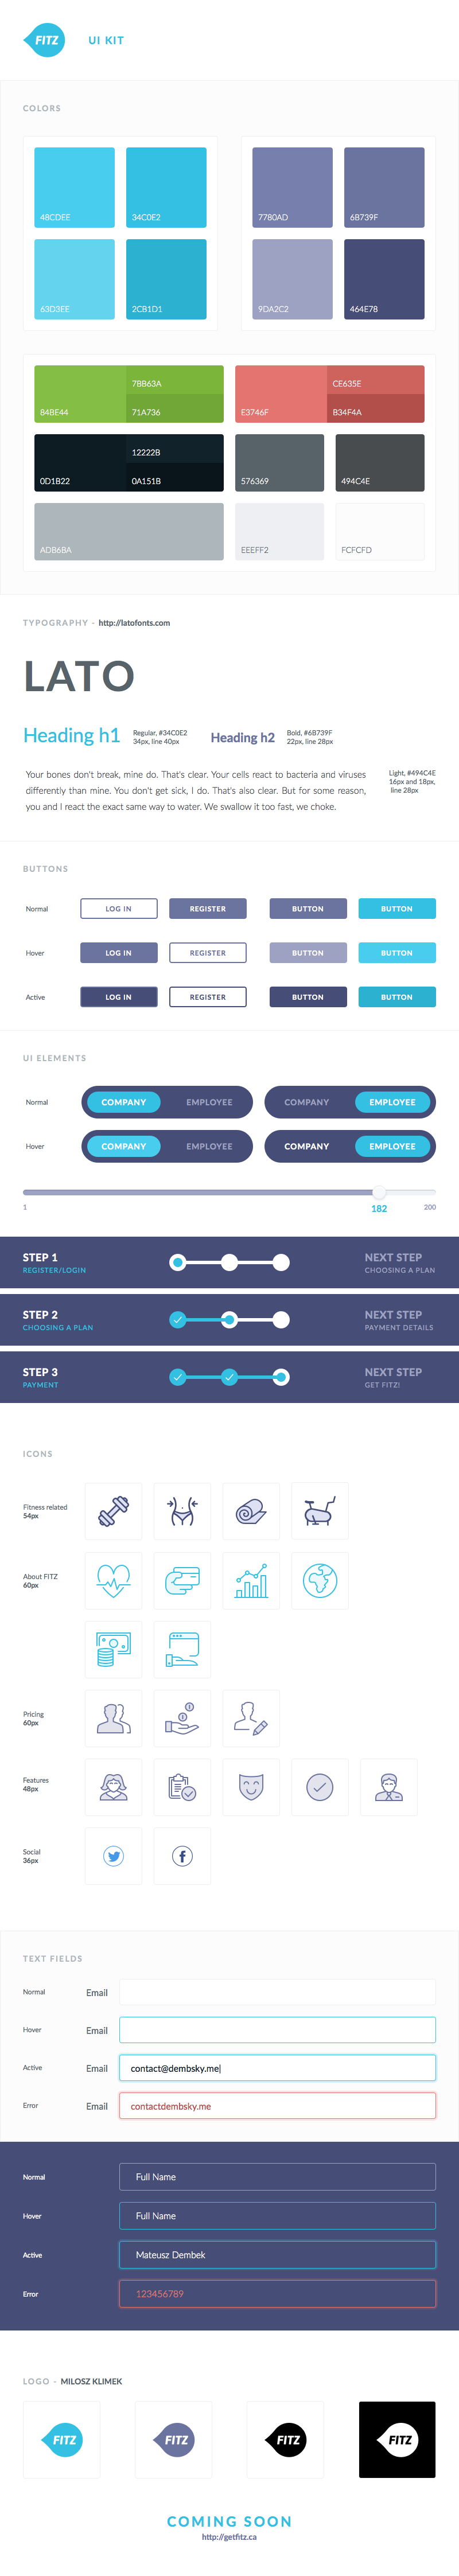 FITZ
UI KIT
COLORS
48CDEE
34C0E2
7780AD
6B739F
63D3EE
2CB1D1
9DA2C2
464E78
7BB63A
84BE44
71A736
CE635E
E3746F
B34F4A
12222B
0D1B22
0A151B
576369
494C4E
ADB6BA
EEEFF2
FCFCFD
TYPOGRAPHY - http://latofonts.com
LATO
Heading h1
Regular, #34C0E2
34px, line 40px
Heading h2
Bold, #6B739F
22px, line 28px
Your bones don't break, mine do. That's clear. Your cells react to bacteria and viruses
differently than mine. You don't get sick, I do. That's also clear. But for some reason,
you and I react the exact same way to water. We swallow it too fast, we choke.
Light, #494C4E
16px and 18px,
line 28px
BUTTONS
Normal
LOG IN
REGISTER
BUTTON
BUTTON
Hover
LOG IN
REGISTER
BUTTON
BUTTON
Active
LOG IN
REGISTER
BUTTON
BUTTON
UI ELEMENTS
Normal
COMPANY
EMPLOYEE
COMPANY
EMPLOYEE
Hover
COMPANY
EMPLOYEE
COMPANY
EMPLOYEE
1
182
200
STEP 1
REGISTER/LOGIN
NEXT STEP
CHOOSING A PLAN
STEP 2
CHOOSING A PLAN
NEXT STEP
PAYMENT DETAILS
STEP 3
PAYMENT
NEXT STEP
GET FITZ!
ICONS
Fitness related
54px
About FITZ
60px
Pricing
60px
Features
48px
Social
36px
TEXT FIELDS
Normal
Email
Hover
Email
Active
Email
contact@dembsky.me
Error
Email
contactdembsky.me
Normal
Full Name
Hover
Full Name
Active
Mateusz Dembek
Error
123456789
LOGO - MILOSZ KLIMEK
FITZ
FITZ
FITZ
FITZ
COMING SOON
http://getfitz.ca